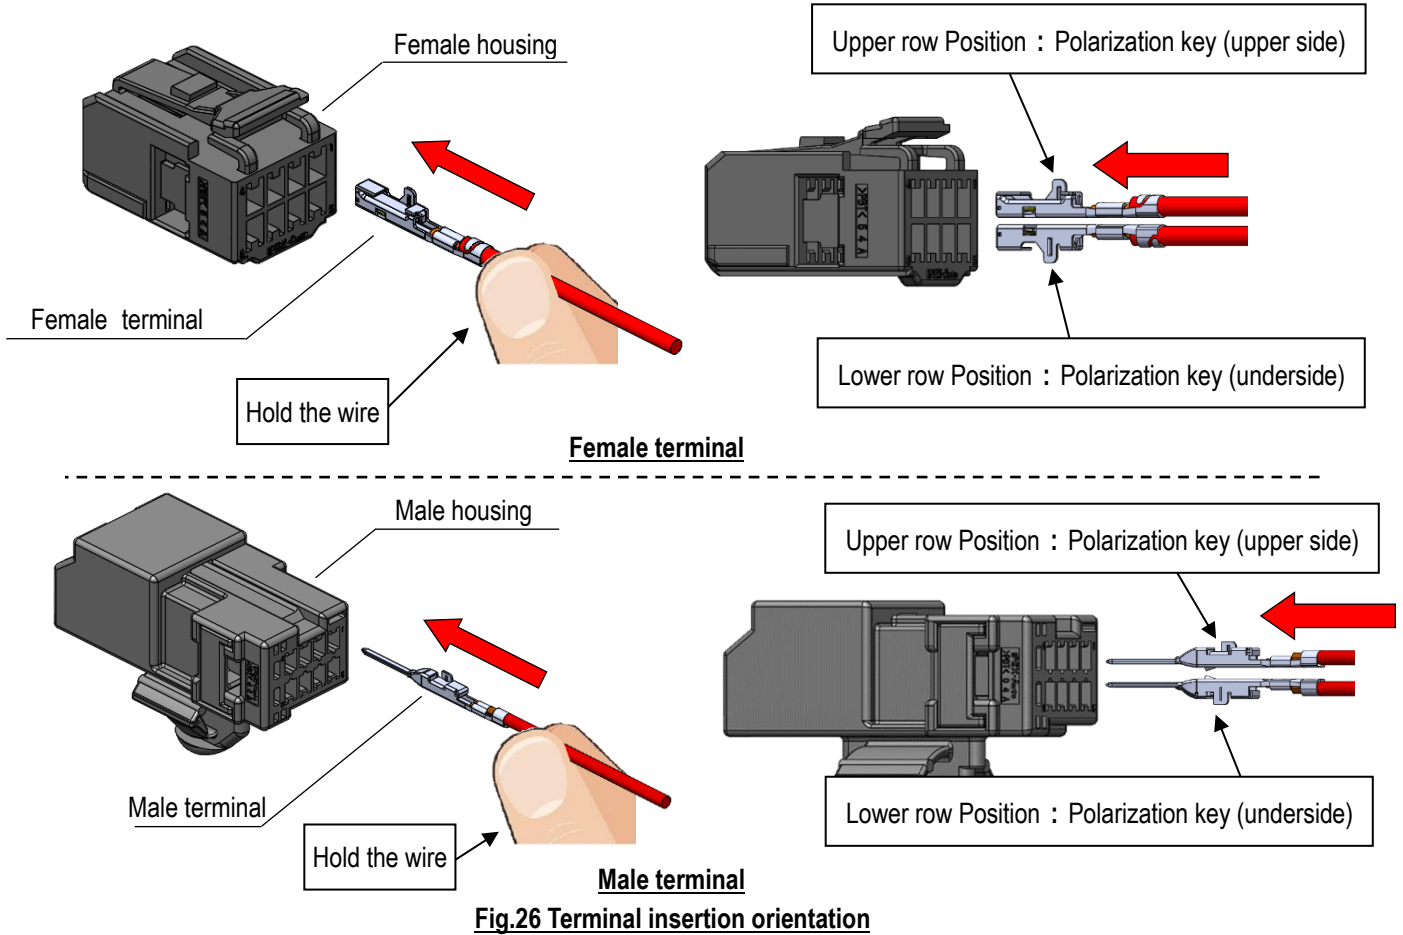 Female housing
Upper row Position：Polarization key (upper side)
>PBT<
54A
Female terminal
Lower row Position：Polarization key (underside)
Hold the wire
Female terminal
Male housing
Upper row Position：Polarization key (upper side)
Male terminal
Lower row Position：Polarization key (underside)
Hold the wire
Male terminal
Fig.26 Terminal insertion orientation